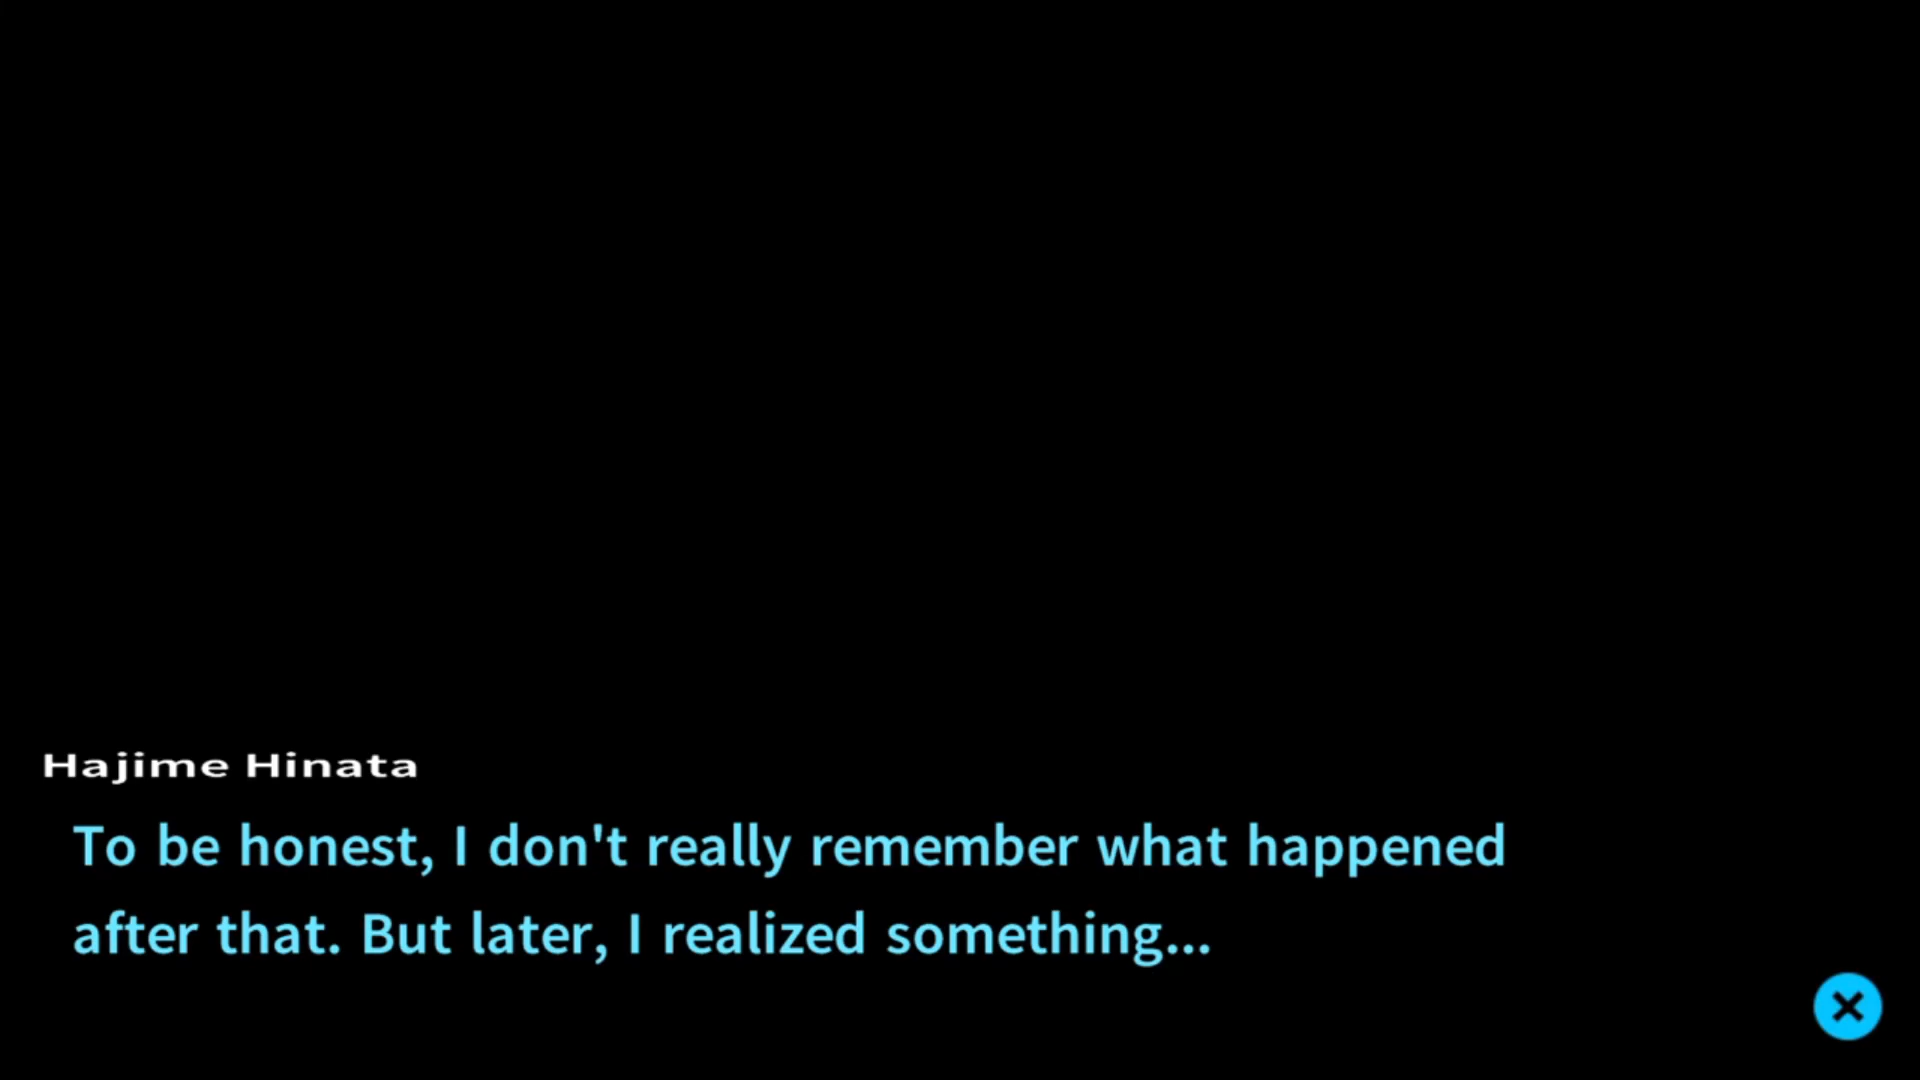 Hajime Hinata
To be honest, I don't really remember what happened
after that. But later, I realized something...